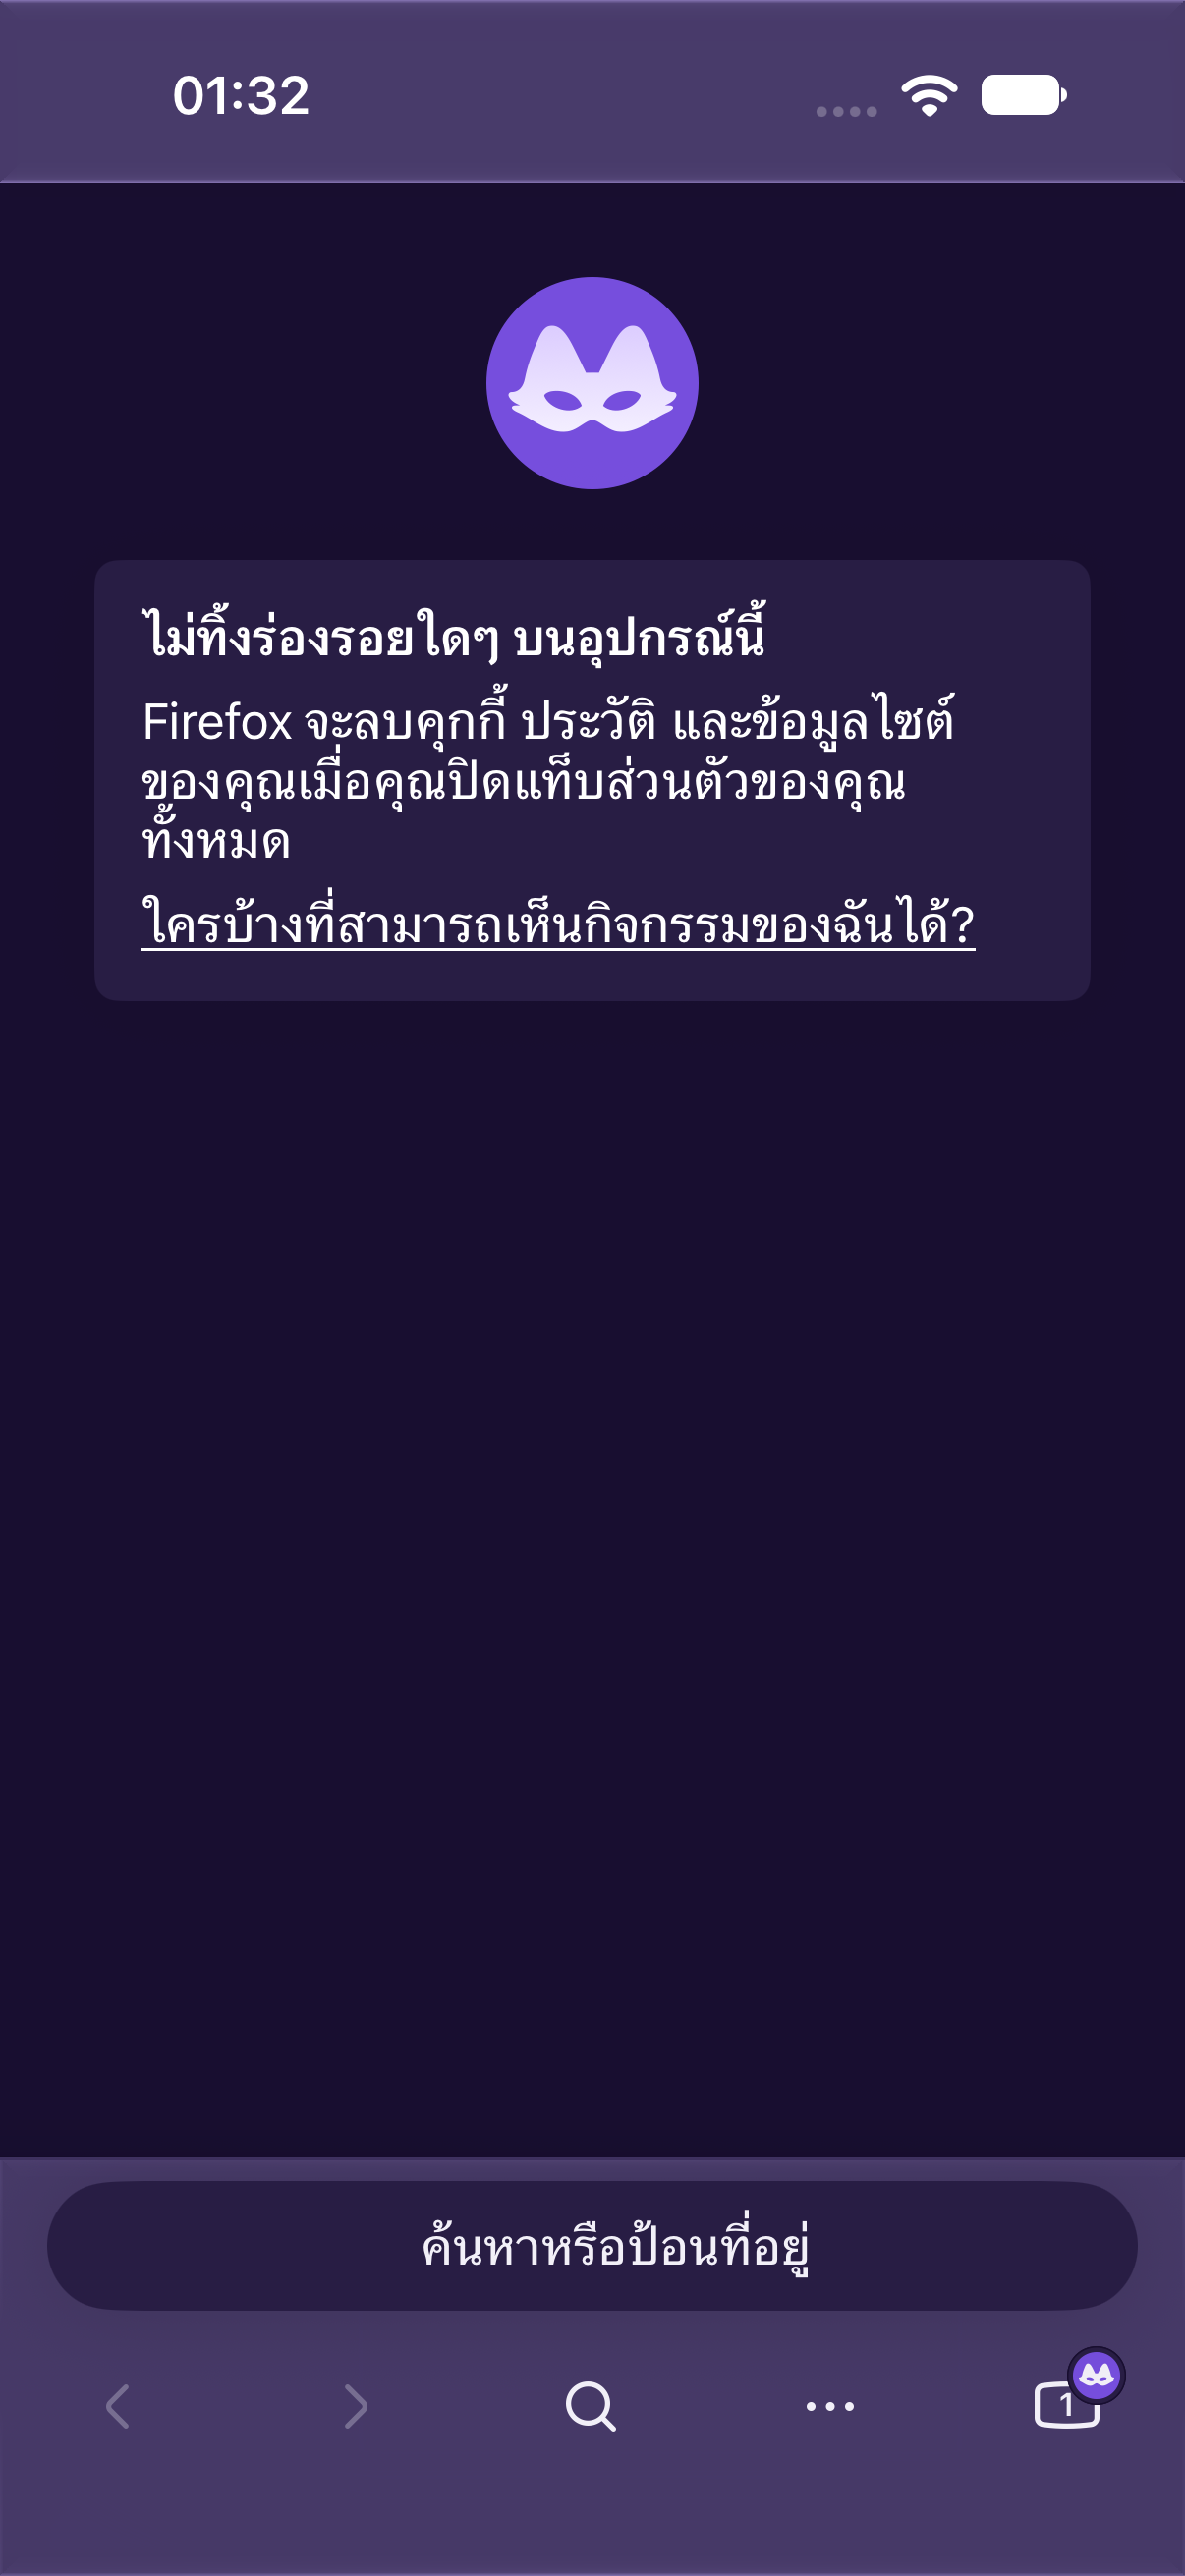 01:32
ไม่ทิ้งร่องรอยใดๆ บนอุปกรณ์นี้
Firefox จะลบคุกกี้ ประวัติ และข้อมูลไซต์
ของคุณเมื่อคุณปิดแท็บส่วนตัวของคุณ
ทั้งหมด
ใครบ้างที่สามารถเห็นกิจกรรมของฉันได้?
ค้นหาหรือป้อนที่อยู่
1